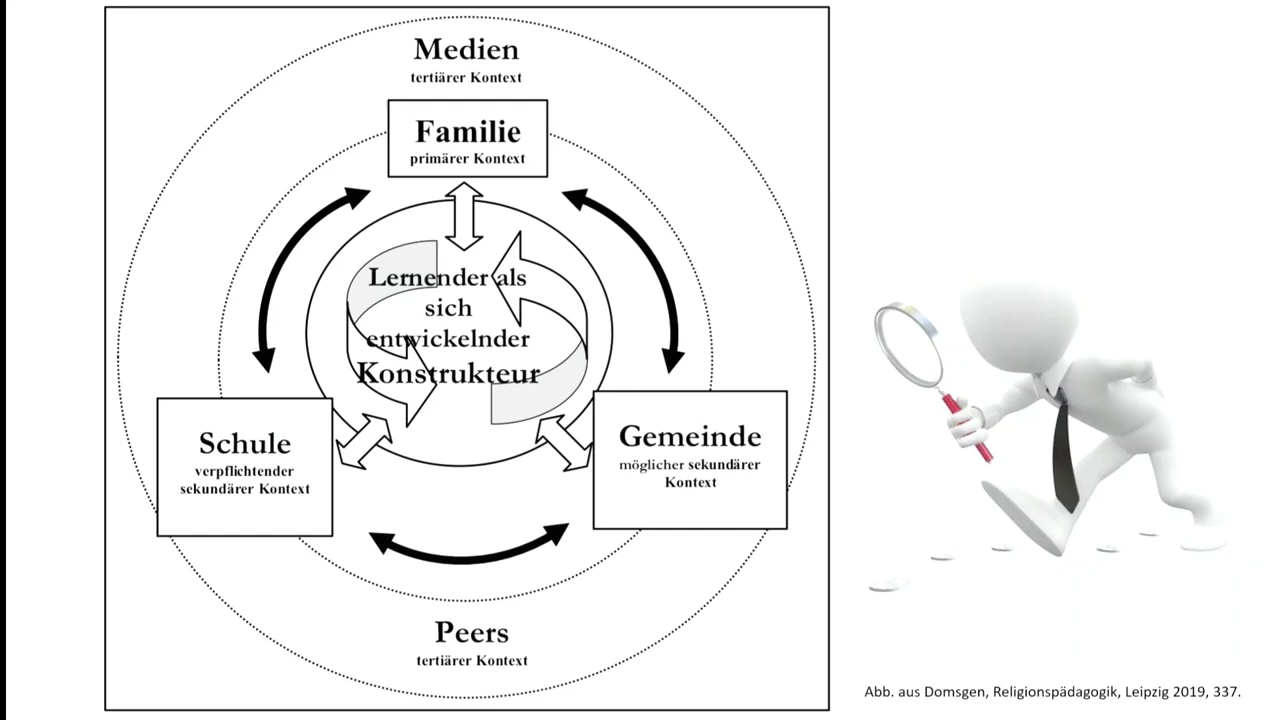 Medien
tertiärer Kontext
Familie
primärer Kontext
Lernender als
sich
entwickelnder
Konstrukteur
Schule
verpflichtender
sekundärer Kontext
Gemeinde
möglicher sekundärer
Kontext
Peers
tertiärer Kontext
Abb. aus Domsgen, Religionspädagogik, Leipzig 2019, 337.